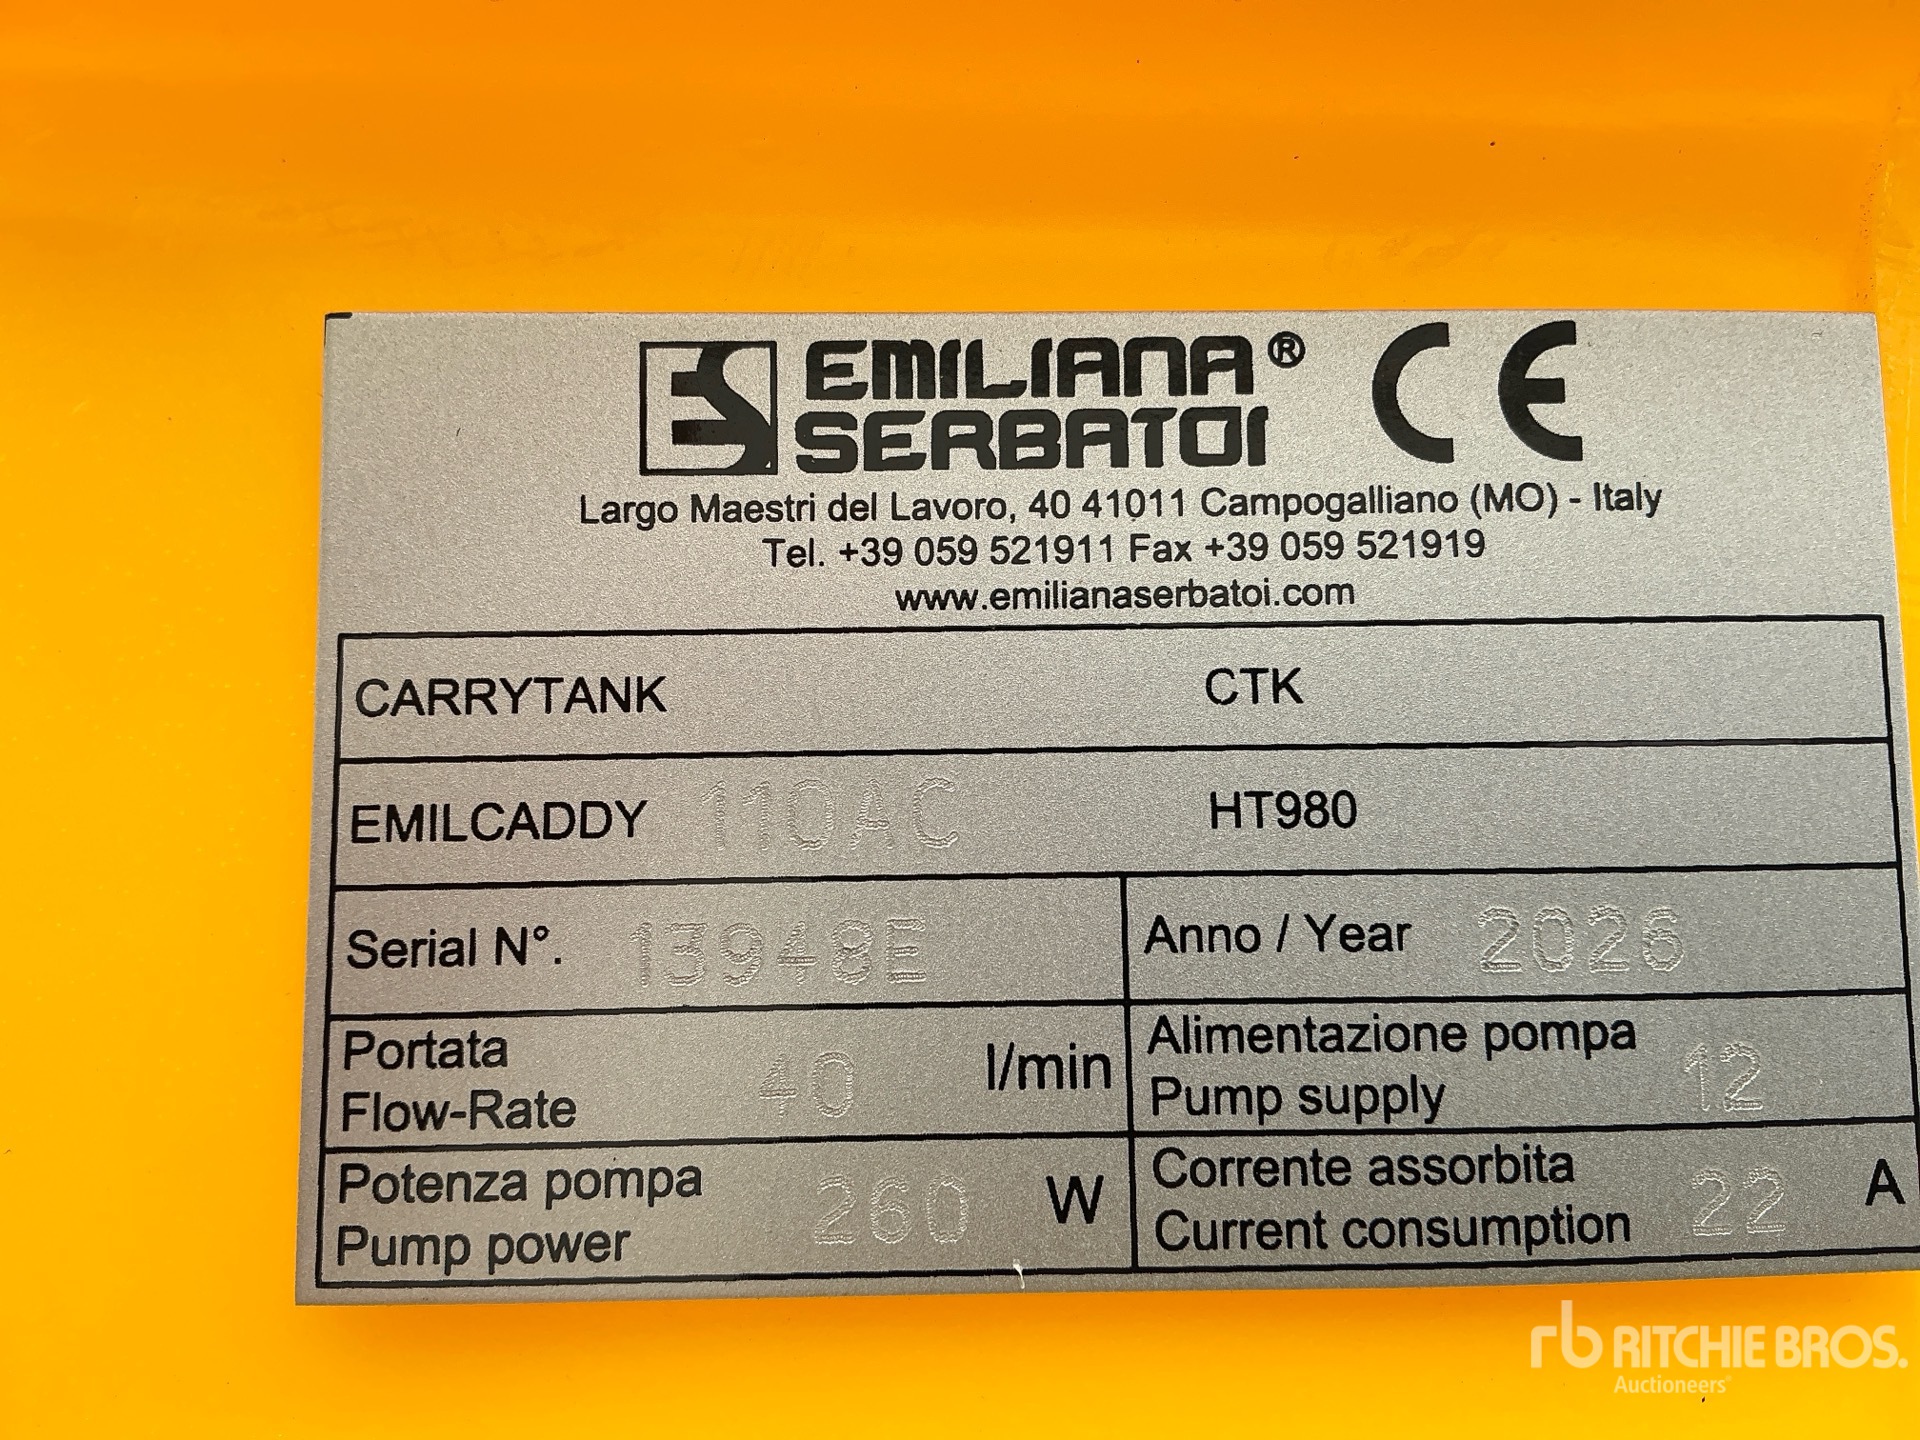 ES EMILIANA® CE
SERBATOI
Largo Maestri del Lavoro, 40 41011 Campogalliano (MO) - Italy
Tel. +39 059 521911 Fax +39 059 521919
www.emilianaserbatoi.com
CARRYTANK CTK
EMILCADDY 110AC HT980
Serial N°. 13948E Anno / Year 2026
Portata
Flow-Rate 40 l/min
Alimentazione pompa
Pump supply 12
Potenza pompa
Pump power 260 W
Corrente assorbita
Current consumption 22 A
rb RITCHIE BROS.
Auctioneers